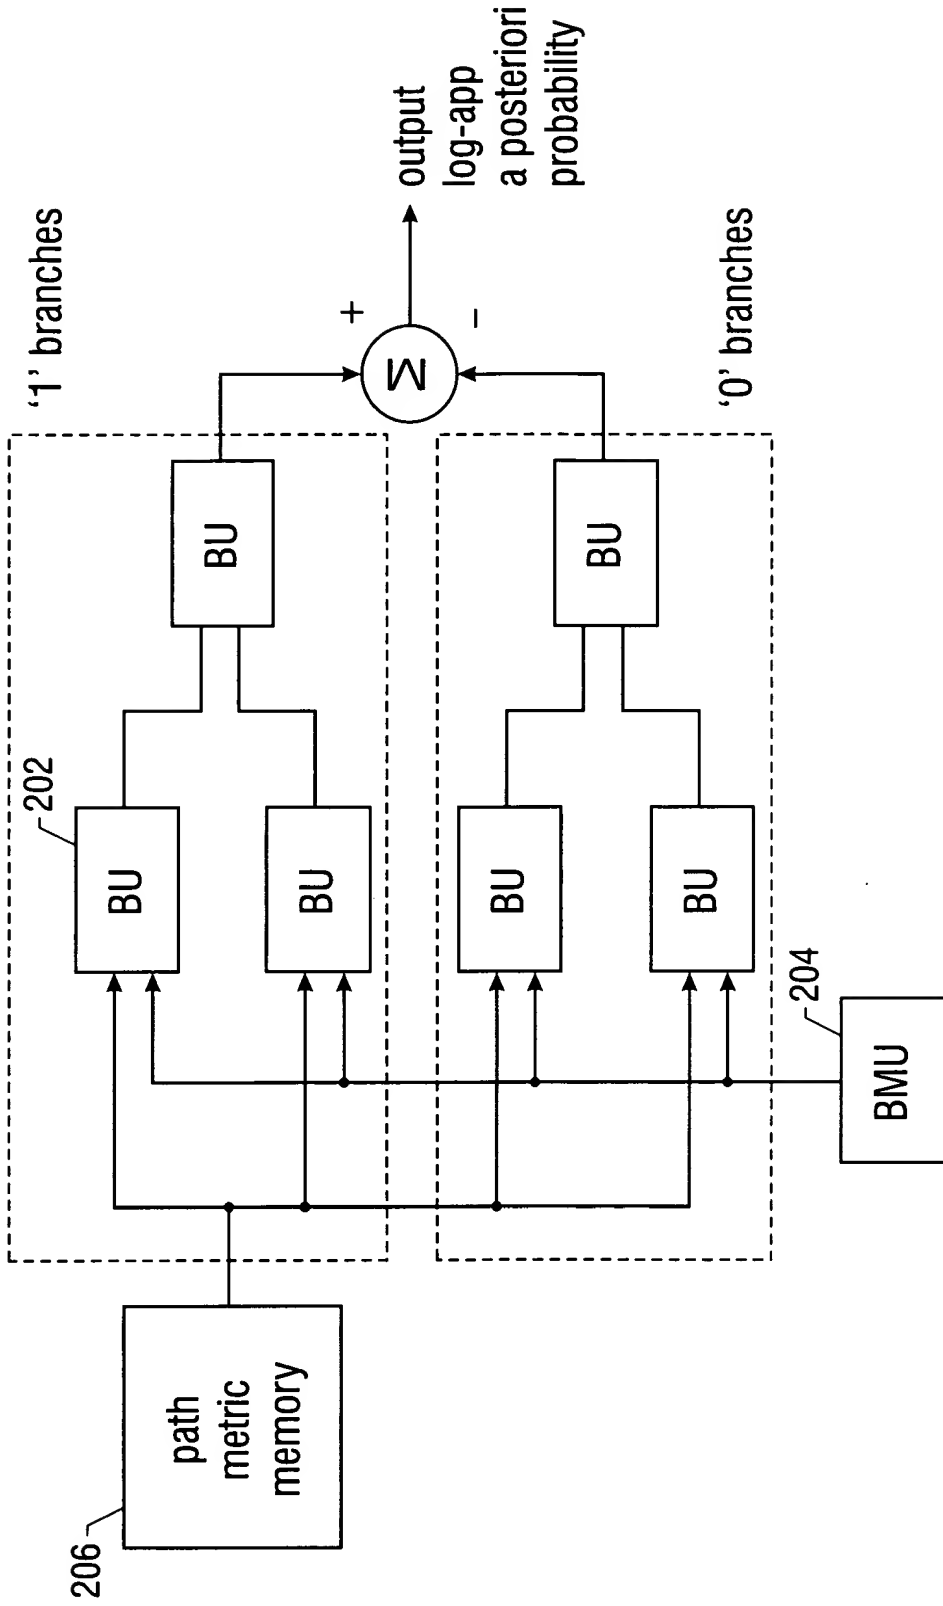 '1' branches
202
BU
BU
BU
+
Σ
−
output
log-app
a posteriori
probability
206
path
metric
memory
BU
BU
BU
'0' branches
204
BMU